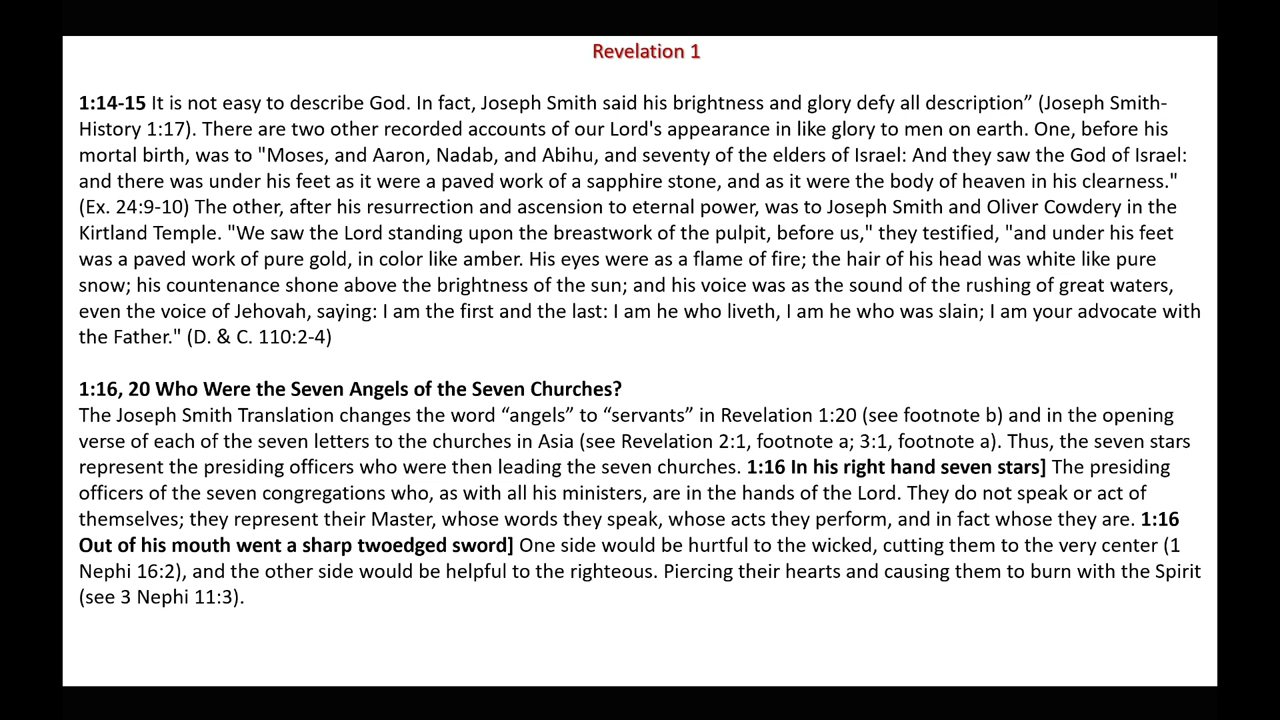 Revelation 1
1:14-15 It is not easy to describe God. In fact, Joseph Smith said his brightness and glory defy all description” (Joseph Smith-
History 1:17). There are two other recorded accounts of our Lord's appearance in like glory to men on earth. One, before his
mortal birth, was to "Moses, and Aaron, Nadab, and Abihu, and seventy of the elders of Israel: And they saw the God of Israel:
and there was under his feet as it were a paved work of a sapphire stone, and as it were the body of heaven in his clearness."
(Ex. 24:9-10) The other, after his resurrection and ascension to eternal power, was to Joseph Smith and Oliver Cowdery in the
Kirtland Temple. "We saw the Lord standing upon the breastwork of the pulpit, before us," they testified, "and under his feet
was a paved work of pure gold, in color like amber. His eyes were as a flame of fire; the hair of his head was white like pure
snow; his countenance shone above the brightness of the sun; and his voice was as the sound of the rushing of great waters,
even the voice of Jehovah, saying: I am the first and the last: I am he who liveth, I am he who was slain; I am your advocate with
the Father." (D. & C. 110:2-4)
1:16, 20 Who Were the Seven Angels of the Seven Churches?
The Joseph Smith Translation changes the word “angels” to “servants” in Revelation 1:20 (see footnote b) and in the opening
verse of each of the seven letters to the churches in Asia (see Revelation 2:1, footnote a; 3:1, footnote a). Thus, the seven stars
represent the presiding officers who were then leading the seven churches. 1:16 In his right hand seven stars] The presiding
officers of the seven congregations who, as with all his ministers, are in the hands of the Lord. They do not speak or act of
themselves; they represent their Master, whose words they speak, whose acts they perform, and in fact whose they are. 1:16
Out of his mouth went a sharp twoedged sword] One side would be hurtful to the wicked, cutting them to the very center (1
Nephi 16:2), and the other side would be helpful to the righteous. Piercing their hearts and causing them to burn with the Spirit
(see 3 Nephi 11:3).